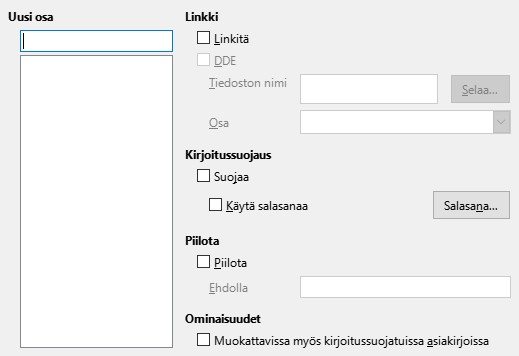 Uusi osa
Linkki
Linkitä
DDE
Tiedoston nimi
Selaa...
Osa
Kirjoitussuojaus
Suojaa
Käytä salasanaa
Salasana...
Piilota
Piilota
Ehdolla
Ominaisuudet
Muokattavissa myös kirjoitussuojatuissa asiakirjoissa